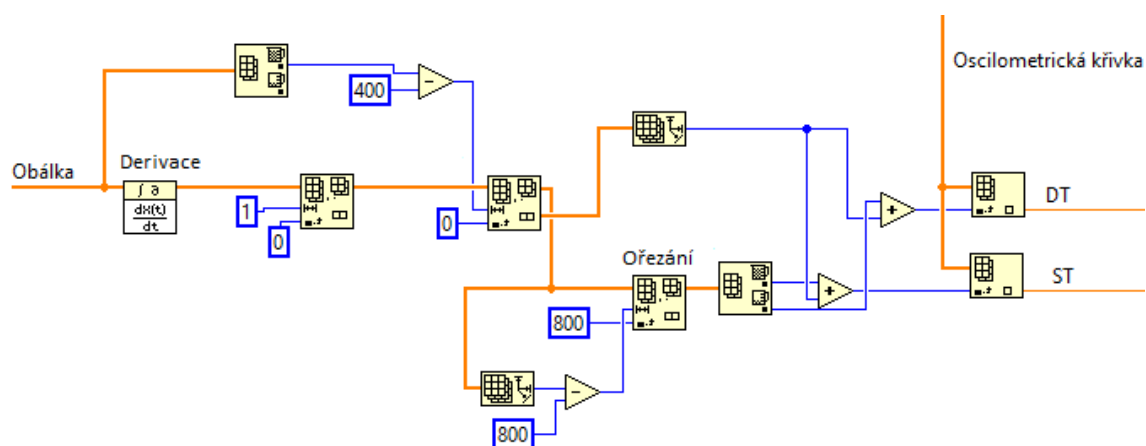 Oscilometrická křivka
400
Obálka
Derivace
∫ ∂
dx(t)
dt
1
0
0
DT
Ořezání
ST
800
800